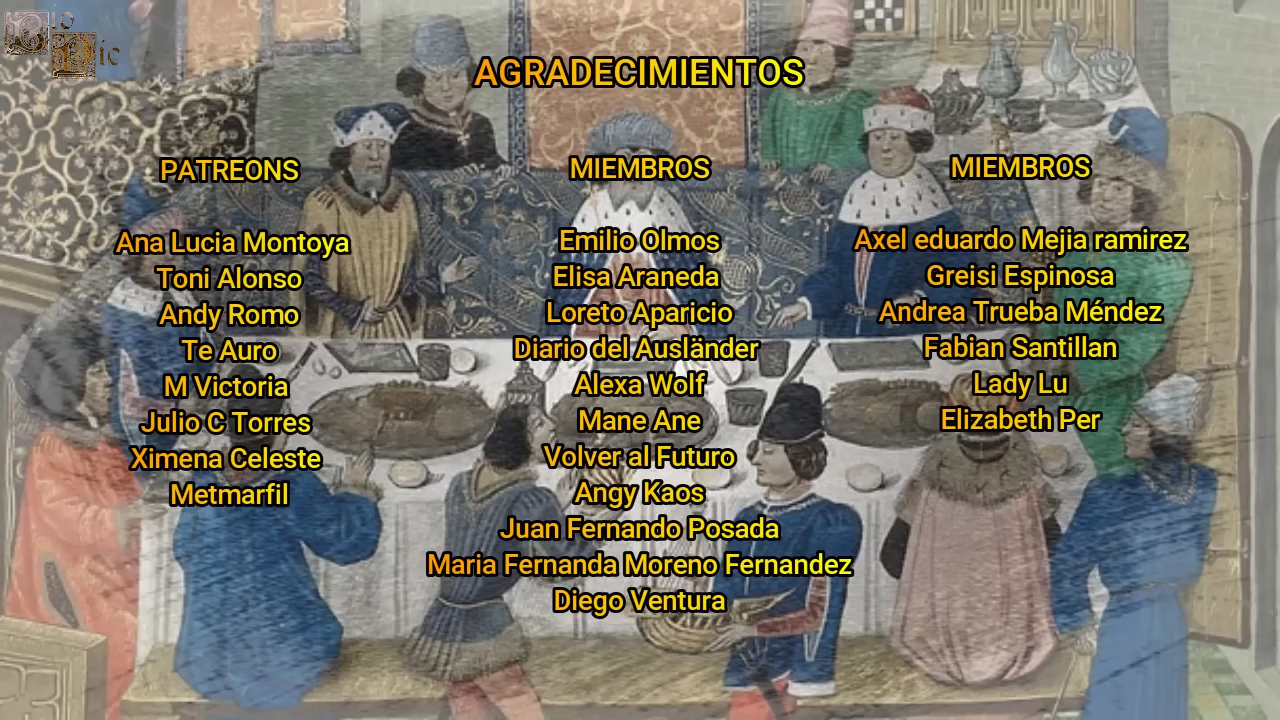 AGRADECIMIENTOS
PATREONS
Ana Lucia Montoya
Toni Alonso
Andy Romo
Te Auro
M Victoria
Julio C Torres
Ximena Celeste
Metmarfil
MIEMBROS
Emilio Olmos
Elisa Araneda
Loreto Aparicio
Diario del Ausländer
Alexa Wolf
Mane Ane
Volver al Futuro
Angy Kaos
Juan Fernando Posada
Maria Fernanda Moreno Fernandez
Diego Ventura
MIEMBROS
Axel eduardo Mejia ramirez
Greisi Espinosa
Andrea Trueba Méndez
Fabian Santillan
Lady Lu
Elizabeth Per